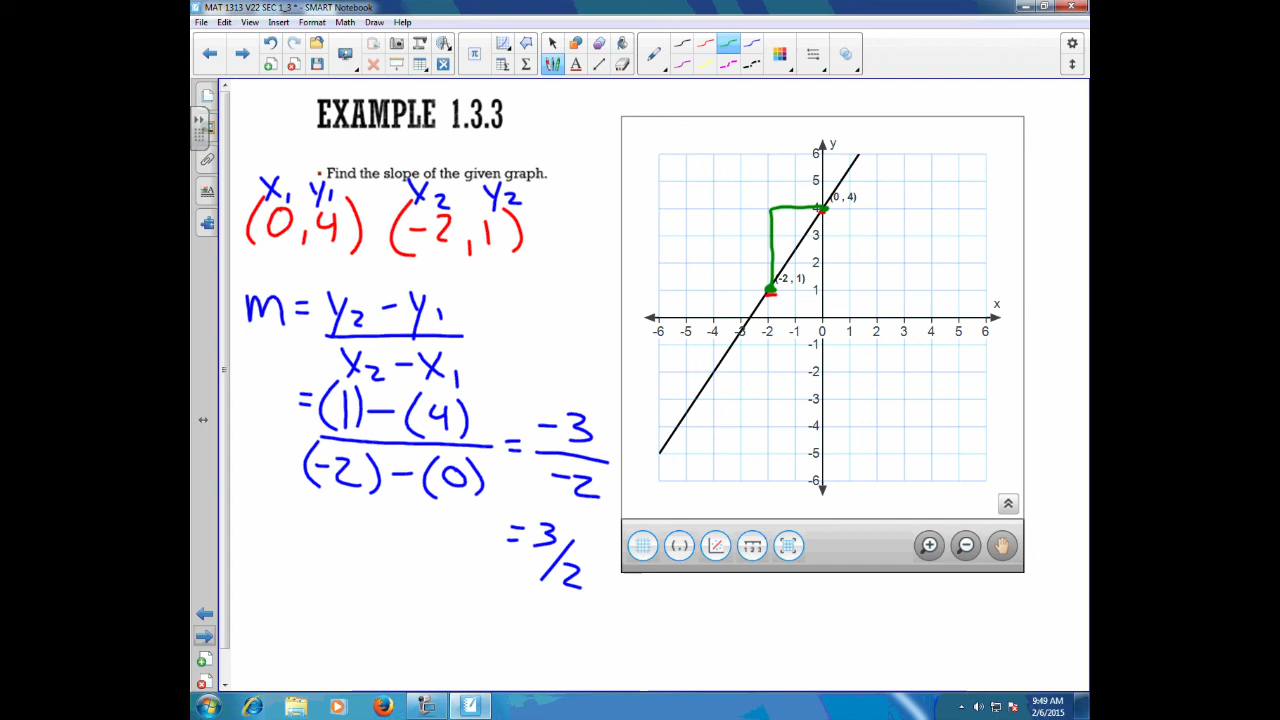 MAT 1313 V22 SEC 1_3 * - SMART Notebook
File Edit View Insert Format Math Draw Help
EXAMPLE 1.3.3
• Find the slope of the given graph.
x₁ y₁ x₂ y₂
(0,4) (-2,1)
m = y₂ - y₁
x₂ - x₁
= (1) - (4)
(-2) - (0)
= -3
-2
= 3/2
y
6
5
(0 , 4)
4
3
2
(-2 , 1)
1
x
-6 -5 -4 -3 -2 -1 0 1 2 3 4 5 6
-1
-2
-3
-4
-5
-6
9:49 AM
2/6/2015